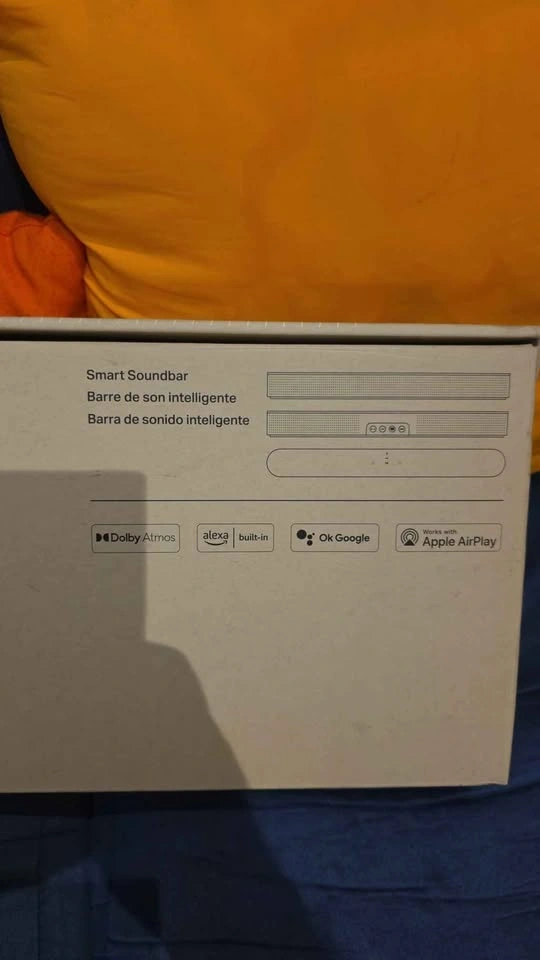 Smart Soundbar
Barre de son intelligente
Barra de sonido inteligente
Dolby Atmos
alexa built-in
Ok Google
Works with
Apple AirPlay